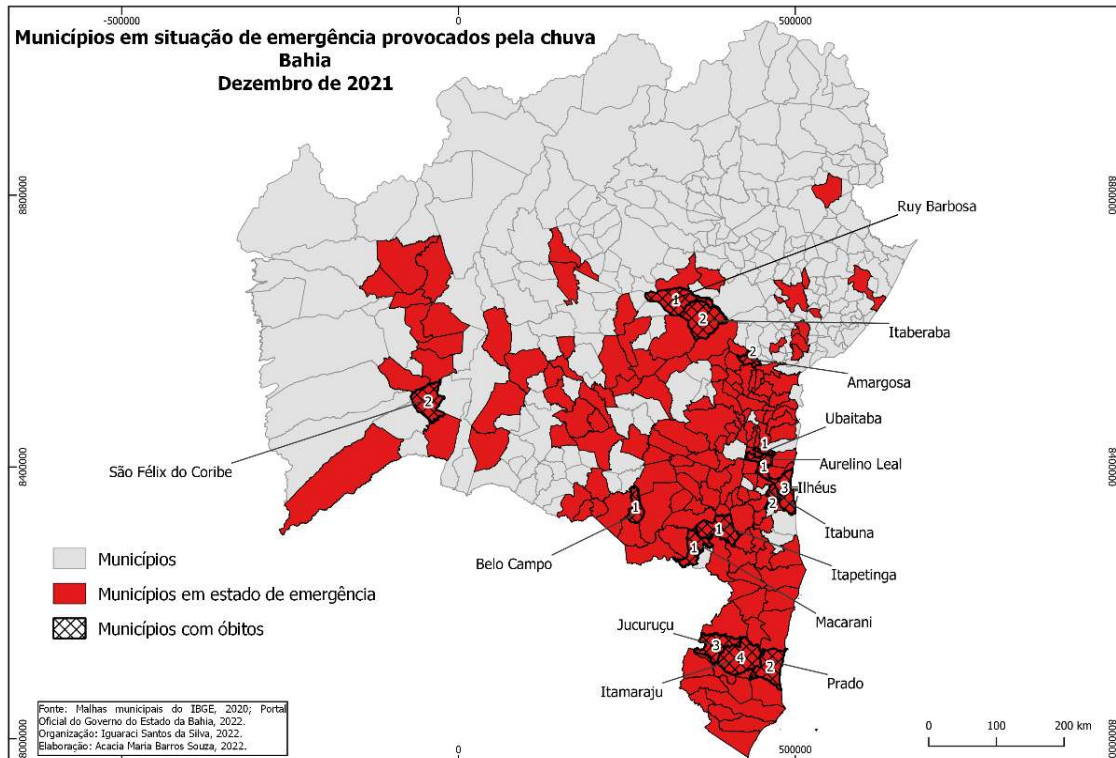 -500000
0
500000
Municípios em situação de emergência provocados pela chuva
Bahia
Dezembro de 2021
8800000
8800000
Ruy Barbosa
1
2
Itaberaba
2
Amargosa
Ubaitaba
2
1
São Félix do Coribe
Aurelino Leal
8400000
8400000
1
3
Ilhéus
2
1
Itabuna
1
1
Belo Campo
Itapetinga
Municípios
Municípios em estado de emergência
Macarani
Municípios com óbitos
Jucuruçu
3
4
2
Prado
Itamaraju
Fonte: Malhas municipais do IBGE, 2020; Portal
Oficial do Governo do Estado da Bahia, 2022.
Organização: Iguaraci Santos da Silva, 2022.
Elaboração: Acacia Maria Barros Souza, 2022.
0
100
200 km
8000000
8000000
0
500000